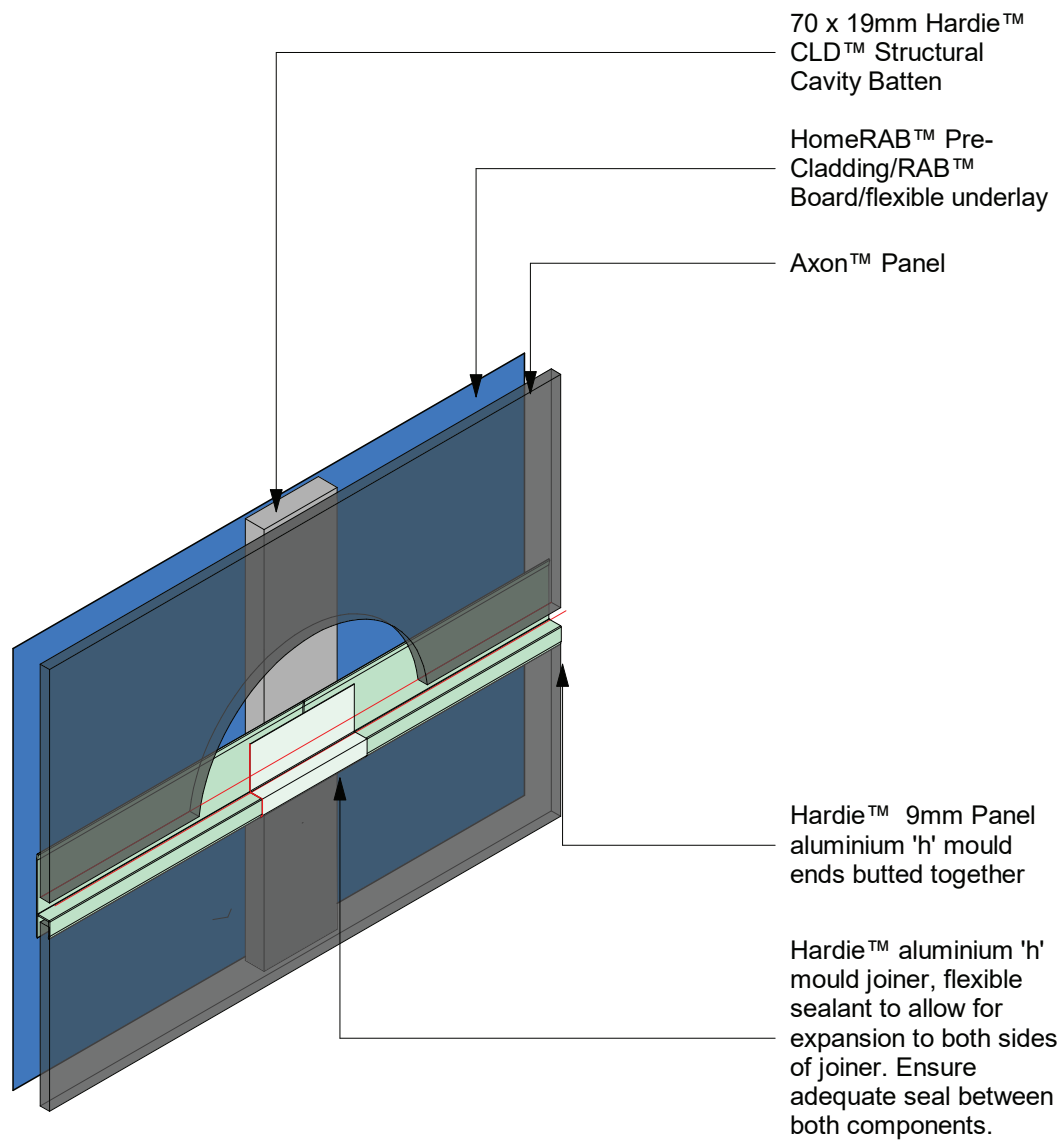 70 x 19mm Hardie™
CLD™ Structural
Cavity Batten
HomeRAB™ Pre-
Cladding/RAB™
Board/flexible underlay
Axon™ Panel
Hardie™ 9mm Panel
aluminium 'h' mould
ends butted together
Hardie™ aluminium 'h'
mould joiner, flexible
sealant to allow for
expansion to both sides
of joiner. Ensure
adequate seal between
both components.